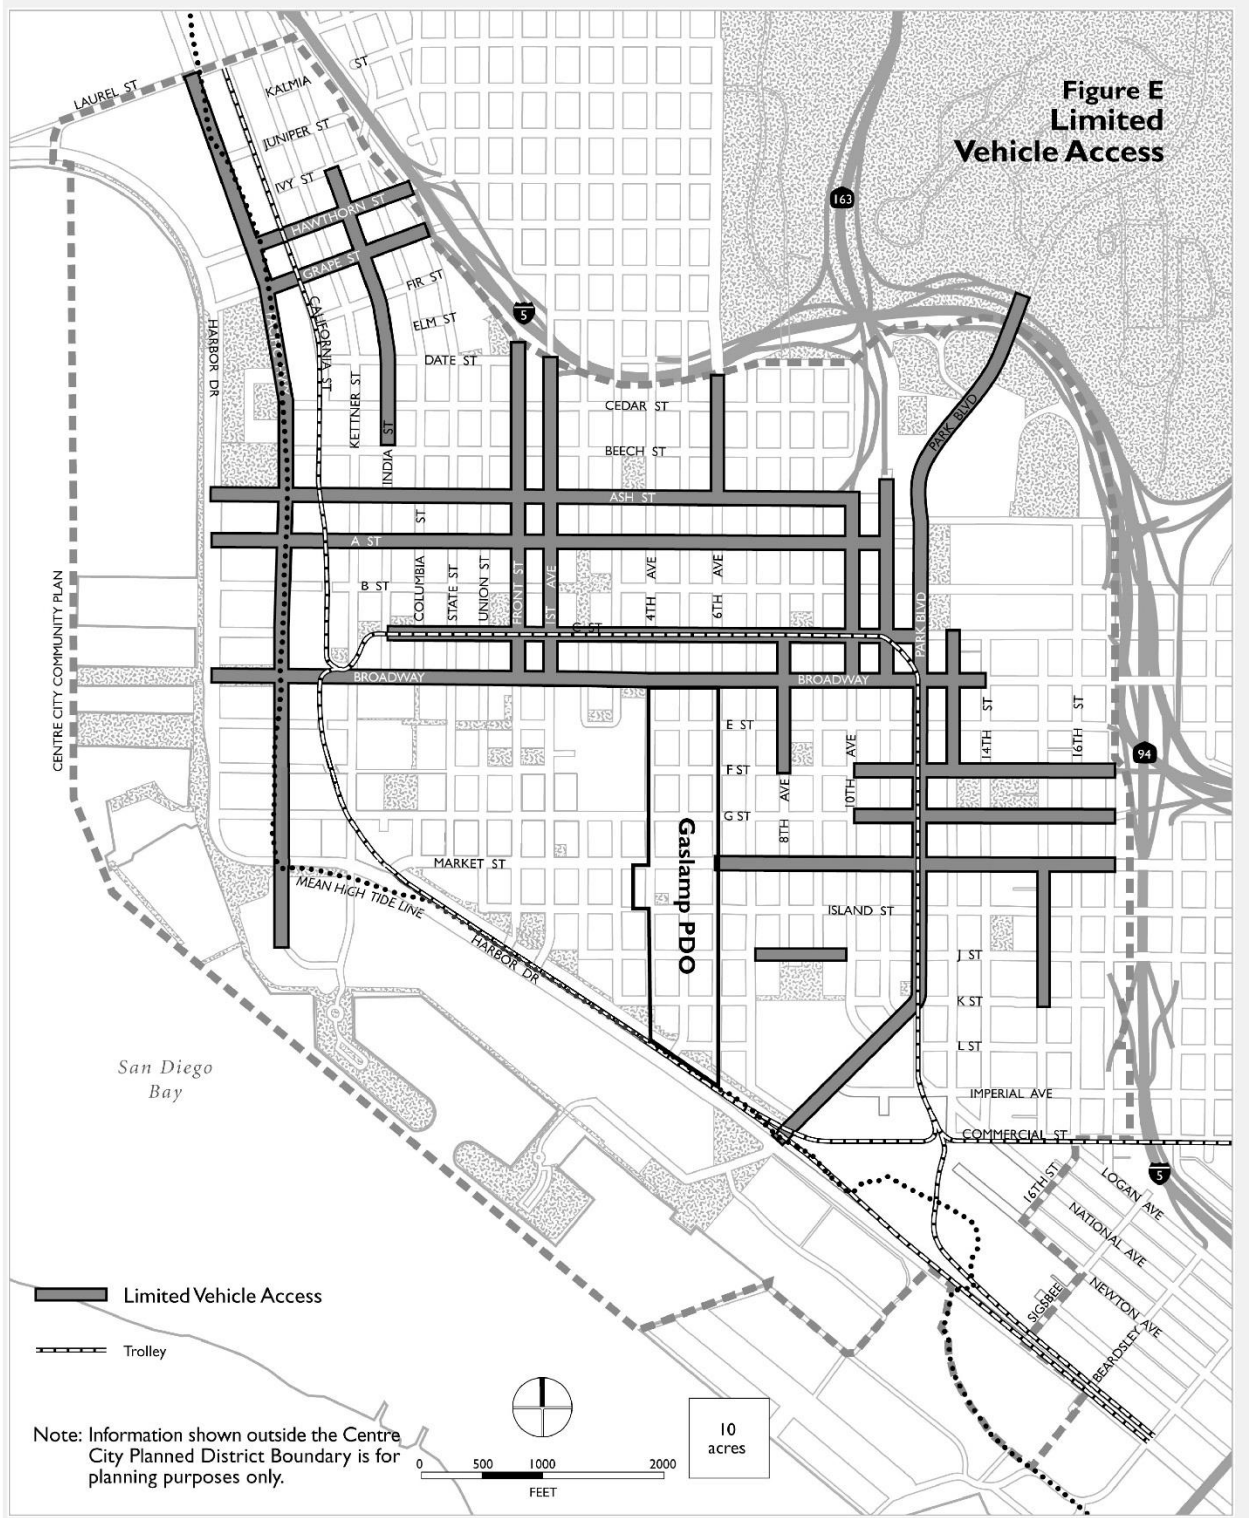 Figure E
Limited
Vehicle Access
LAUREL ST
KALMIA
ST
JUNIPER ST
IVY ST
HAWTHORN ST
GRAPE ST
FIR ST
ELM ST
DATE ST
163
5
HARBOR DR
CALIFORNIA ST
KETTNER ST
INDIA
ST
CEDAR ST
BEECH ST
PARK BLVD
ASH ST
A ST
B ST
COLUMBIA
ST
STATE ST
UNION ST
FRONT ST
1ST AVE
4TH AVE
6TH AVE
PARK BLVD
C ST
BROADWAY
BROADWAY
CENTRE CITY COMMUNITY PLAN
E ST
F ST
G ST
8TH AVE
10TH AVE
14TH ST
16TH ST
94
MARKET ST
MEAN HIGH TIDE LINE
HARBOR DR
Gaslamp PDO
ISLAND ST
J ST
K ST
L ST
IMPERIAL AVE
COMMERCIAL ST
San Diego
Bay
16TH ST
LOGAN AVE
NATIONAL AVE
NEWTON AVE
SIGSBEE
BEARDSLEY
5
Limited Vehicle Access
Trolley
Note: Information shown outside the Centre
City Planned District Boundary is for
planning purposes only.
0 500 1000 2000
FEET
10
acres